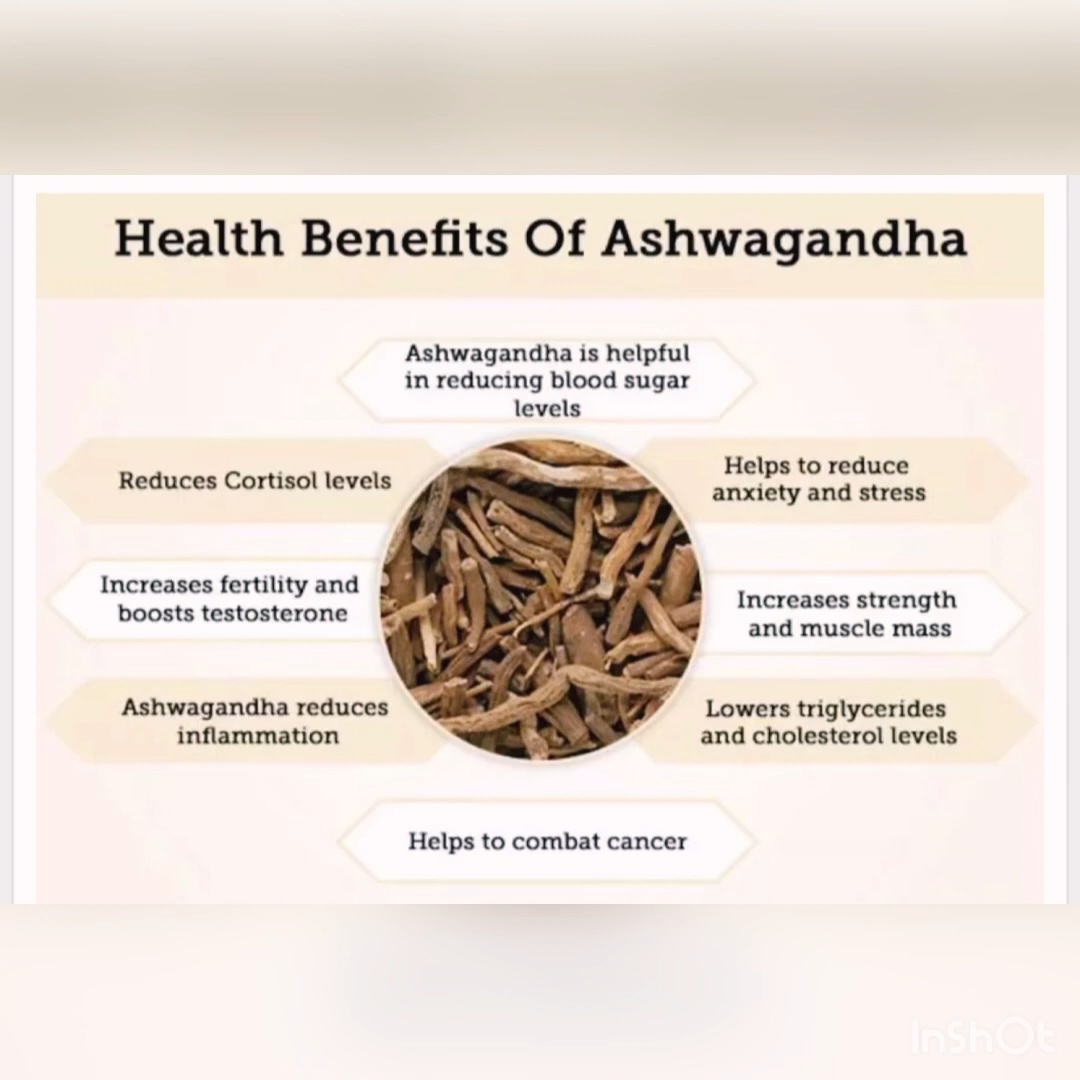 Health Benefits Of Ashwagandha
Ashwagandha is helpful
in reducing blood sugar
levels
Reduces Cortisol levels
Helps to reduce
anxiety and stress
Increases fertility and
boosts testosterone
Increases strength
and muscle mass
Ashwagandha reduces
inflammation
Lowers triglycerides
and cholesterol levels
Helps to combat cancer
InShOt